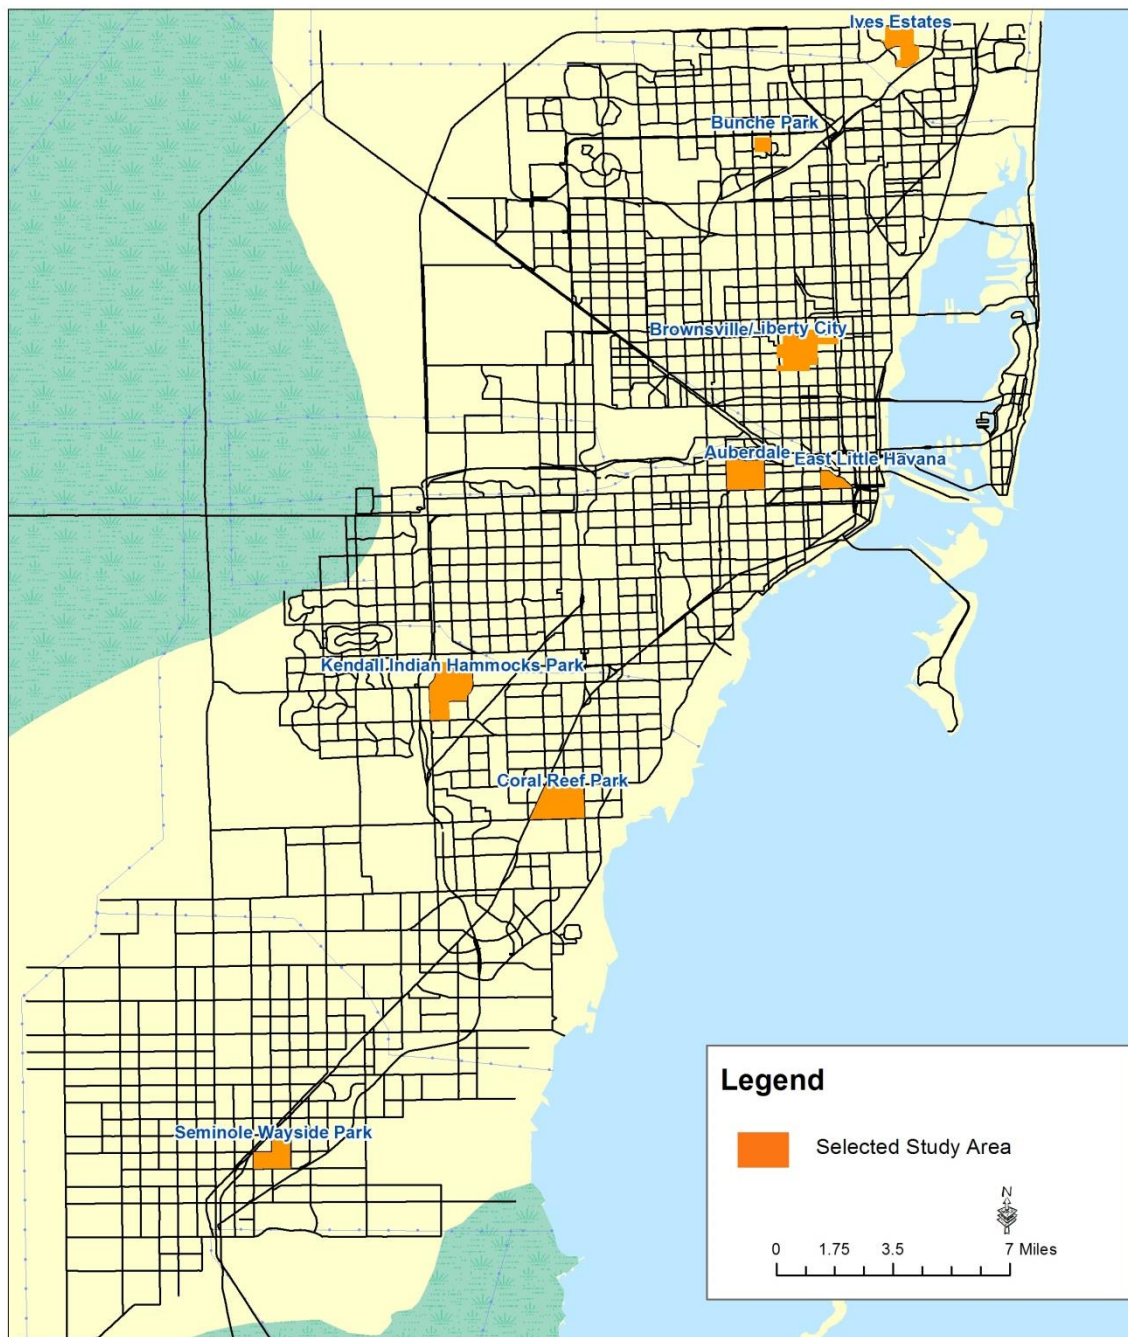 Ives Estates
Bunche Park
Brownsville/Liberty City
Auberdale
East Little Havana
Kendall Indian Hammocks Park
Coral Reef Park
Seminole Wayside Park
Legend
Selected Study Area
N
0 1.75 3.5 7 Miles